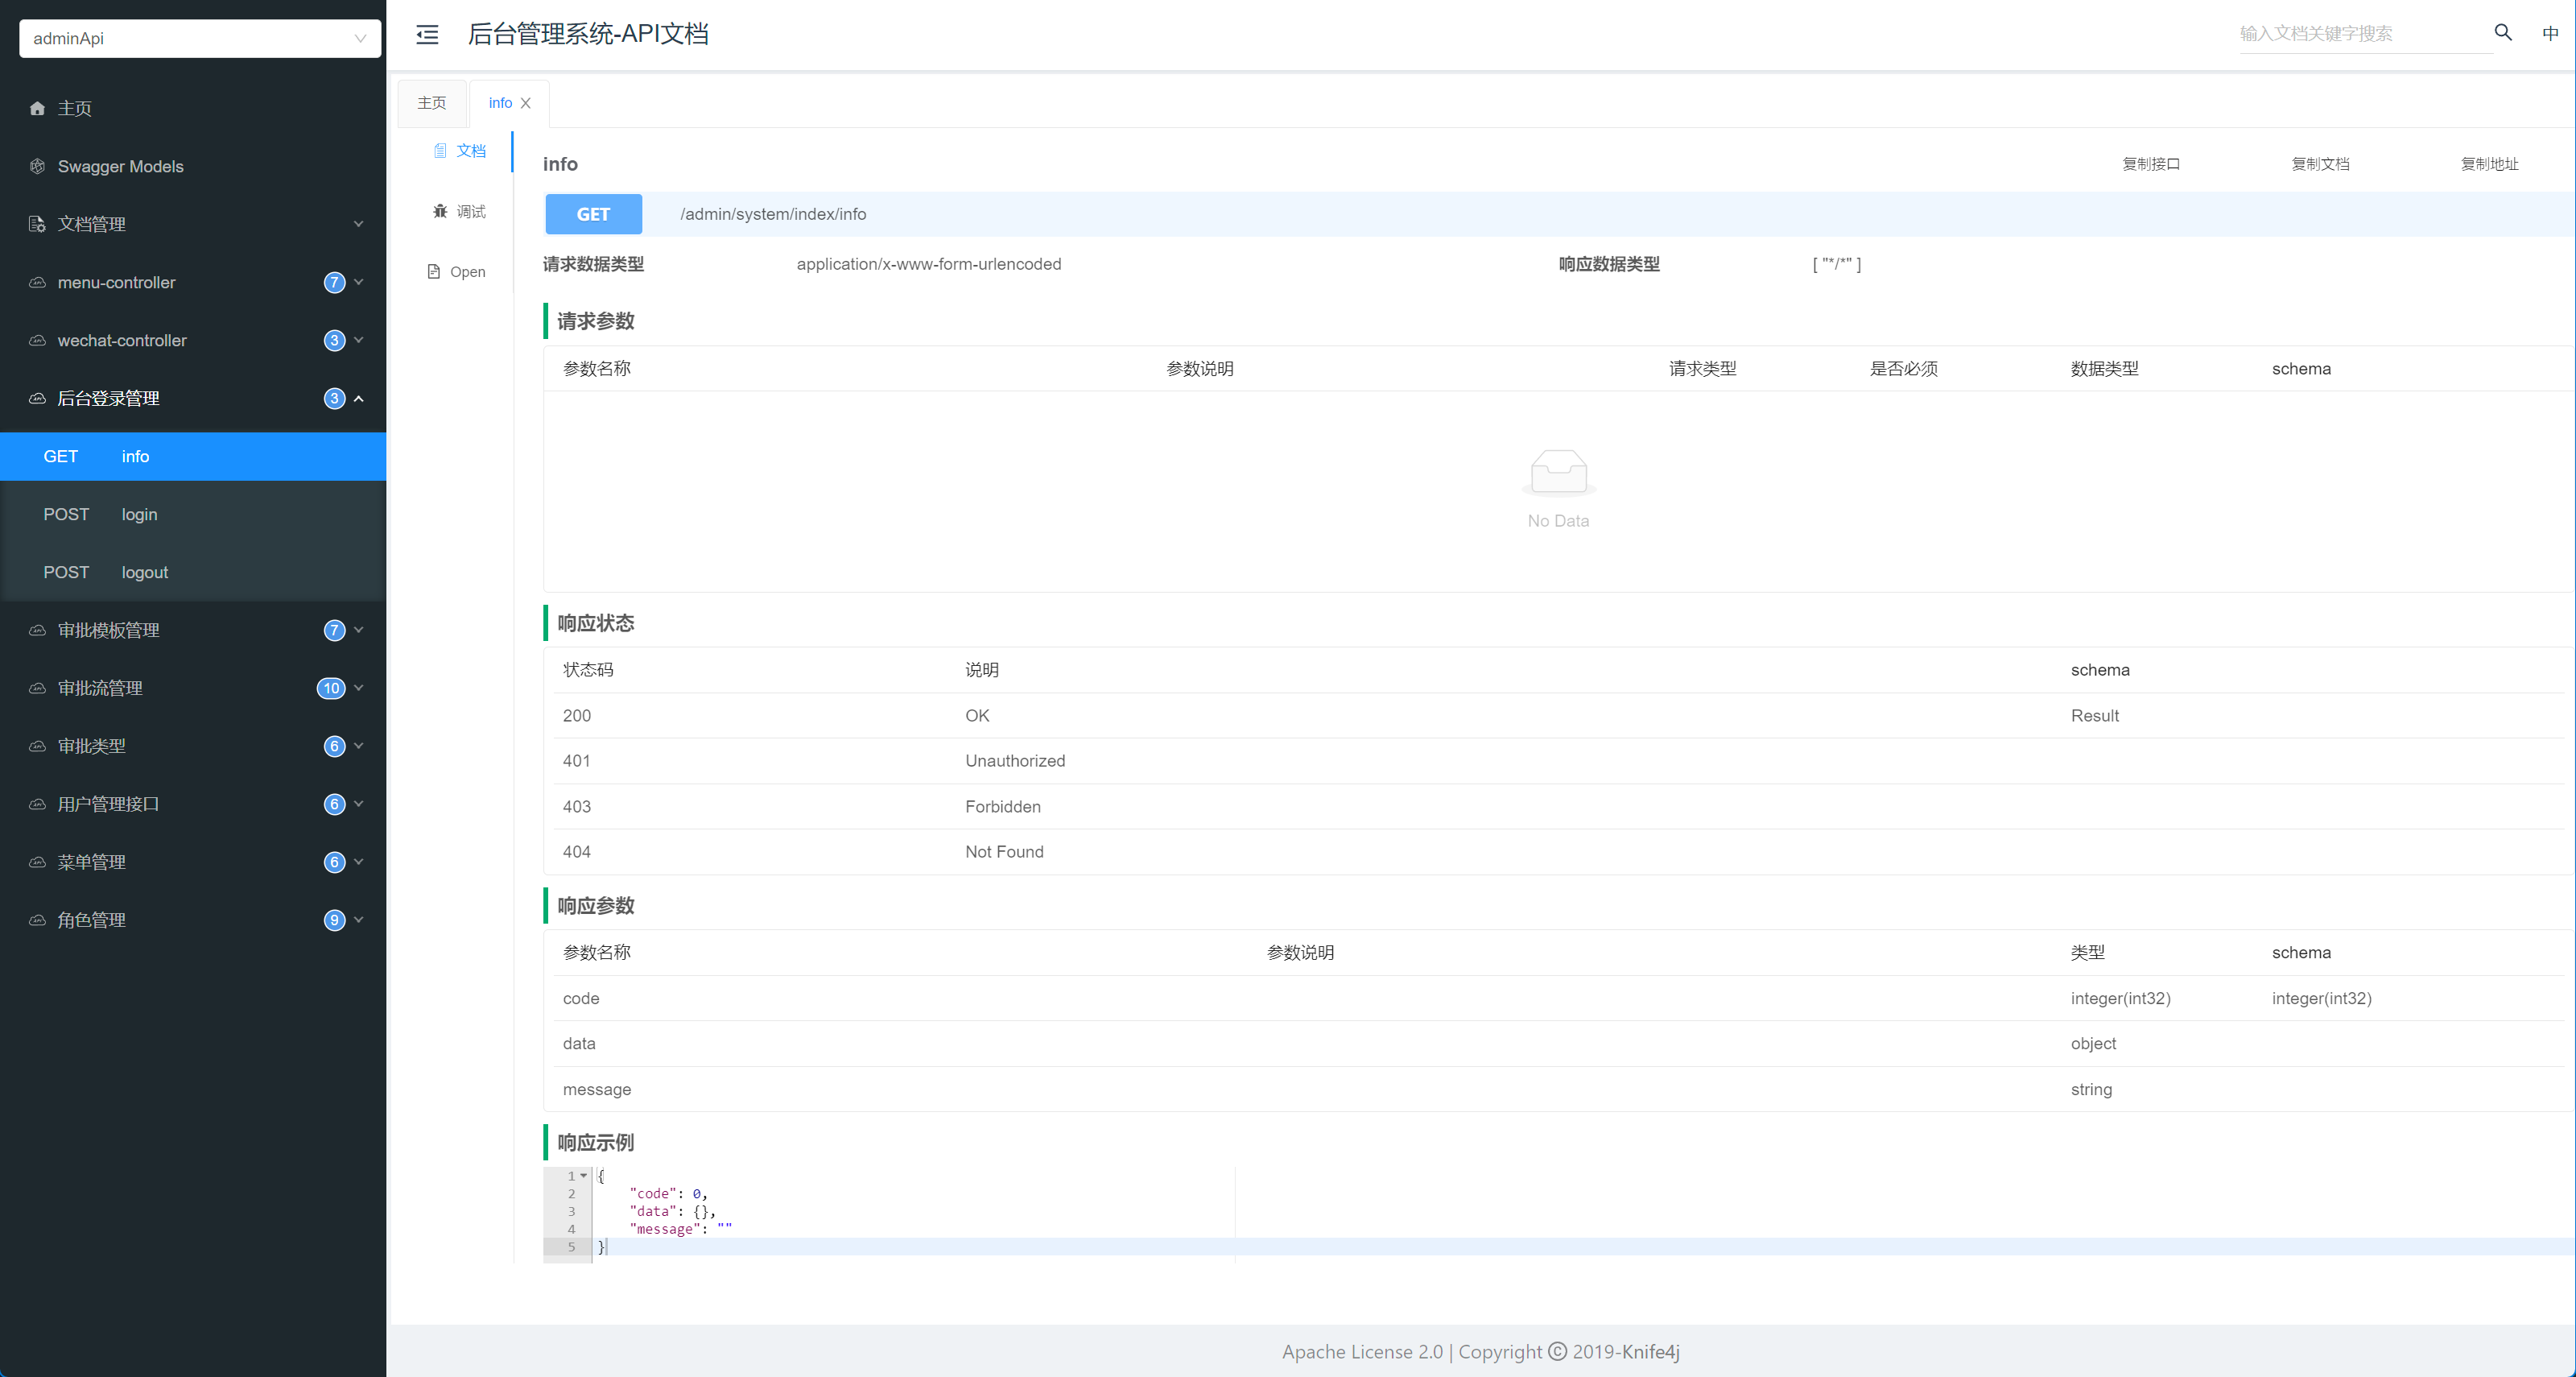 adminApi
主页
Swagger Models
文档管理
menu-controller 7
wechat-controller 3
后台登录管理 3
GET info
POST login
POST logout
审批模板管理 7
审批流管理 10
审批类型 6
用户管理接口 6
菜单管理 6
角色管理 9
后台管理系统-API文档
输入文档关键字搜索 中
主页 info
文档
调试
Open
info 复制接口 复制文档 复制地址
GET /admin/system/index/info
请求数据类型 application/x-www-form-urlencoded 响应数据类型 [ "*/*" ]
请求参数
参数名称 参数说明 请求类型 是否必须 数据类型 schema
No Data
响应状态
状态码 说明 schema
200 OK Result
401 Unauthorized
403 Forbidden
404 Not Found
响应参数
参数名称 参数说明 类型 schema
code integer(int32) integer(int32)
data object
message string
响应示例
1 {
2 "code": 0,
3 "data": {},
4 "message": ""
5 }
Apache License 2.0 | Copyright © 2019-Knife4j